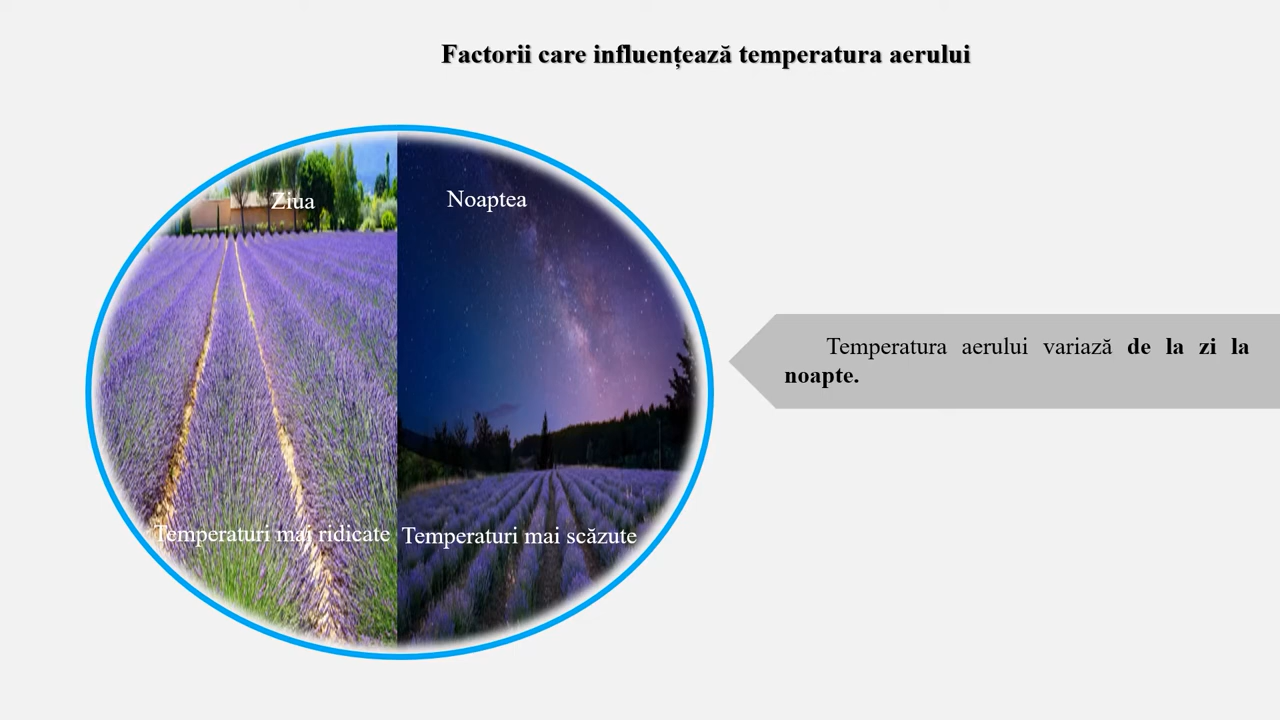 Factorii care influențează temperatura aerului
Ziua
Noaptea
Temperatura aerului variază de la zi la
noapte.
Temperaturi mai ridicate
Temperaturi mai scăzute